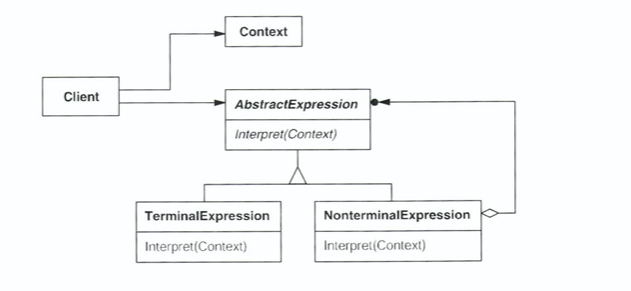 Context
Client
AbstractExpression
Interpret(Context)
TerminalExpression
Interpret(Context)
NonterminalExpression
Interpret(Context)